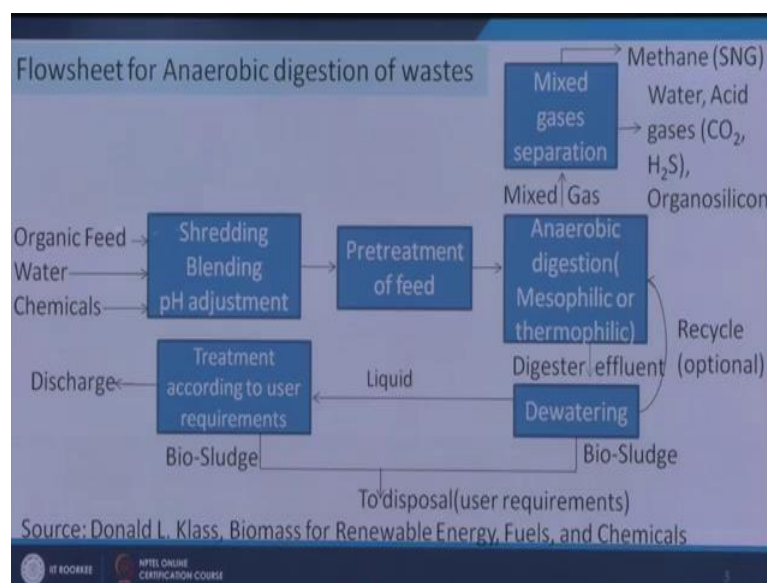 Flowsheet for Anaerobic digestion of wastes
Mixed
gases
separation
Methane (SNG)
Water, Acid
gases (CO₂,
H₂S),
Organosilicon
Mixed Gas
Organic Feed
Water
Chemicals
Shredding
Blending
pH adjustment
Pretreatment
of feed
Anaerobic
digestion(
Mesophilic or
thermophilic)
Recycle
(optional)
Digester effluent
Dewatering
Liquid
Treatment
according to user
requirements
Discharge
Bio-Sludge
Bio-Sludge
To disposal(user requirements)
Source: Donald L. Klass, Biomass for Renewable Energy, Fuels, and Chemicals
IIT ROORKEE
NPTEL ONLINE
CERTIFICATION COURSE